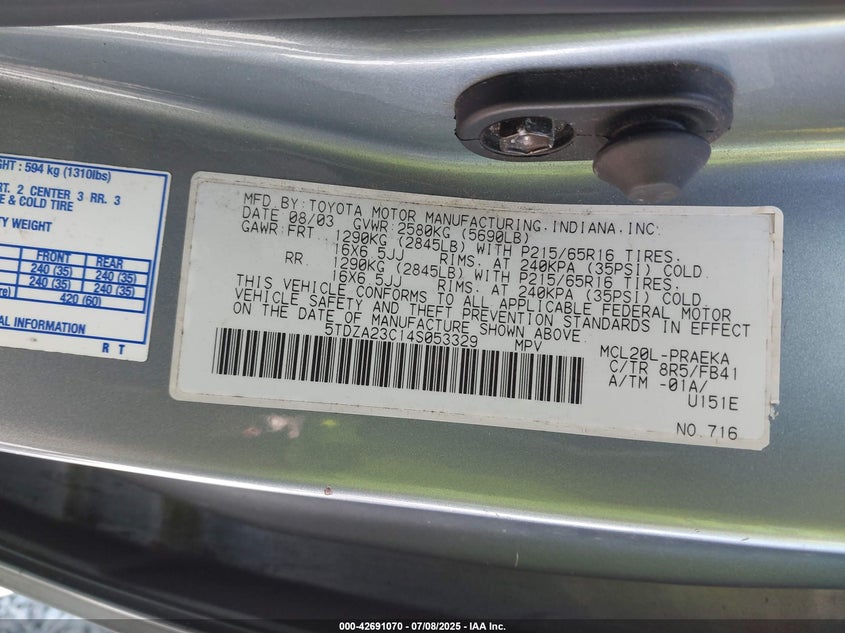 GHT : 594 kg (1310lbs)
RT. 2 CENTER 3 RR. 3
E & COLD TIRE
TY WEIGHT
FRONT REAR
240 (35) 240 (35)
240 (35) 240 (35)
420 (60)
AL INFORMATION
R T
MFD BY:TOYOTA MOTOR MANUFACTURING.INDIANA.INC.
DATE 08/03 GVWR 2580KG (5690LB)
GAWR:FRT 1290KG (2845LB) WITH P215/65R16 TIRES.
16X6.5JJ RIMS. AT 240KPA (35PSI) COLD.
RR 1290KG (2845LB) WITH P215/65R16 TIRES.
16X6.5JJ RIMS. AT 240KPA (35PSI) COLD.
THIS VEHICLE CONFORMS TO ALL APPLICABLE FEDERAL MOTOR
VEHICLE SAFETY AND THEFT PREVENTION STANDARDS IN EFFECT
ON THE DATE OF MANUFACTURE SHOWN ABOVE.
5TDZA23C14S053329 MPV
MCL20L-PRAEKA
C/TR 8R5/FB41
A/TM -01A/
U151E
NO.716
000-42691070 - 07/08/2025 - IAA Inc.